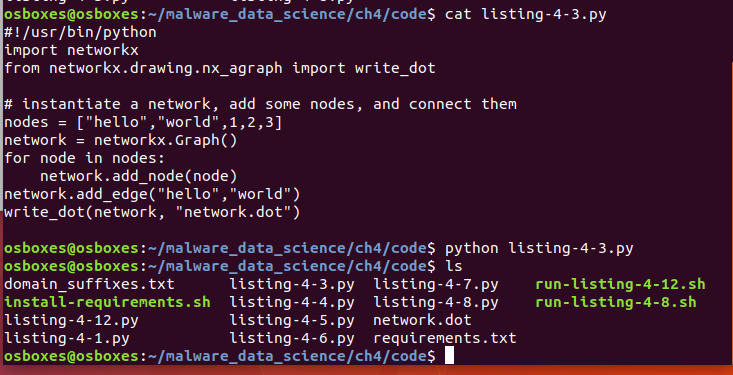 osboxes@osboxes:~/malware_data_science/ch4/code$ cat listing-4-3.py
#!/usr/bin/python
import networkx
from networkx.drawing.nx_agraph import write_dot

# instantiate a network, add some nodes, and connect them
nodes = ["hello","world",1,2,3]
network = networkx.Graph()
for node in nodes:
    network.add_node(node)
network.add_edge("hello","world")
write_dot(network, "network.dot")

osboxes@osboxes:~/malware_data_science/ch4/code$ python listing-4-3.py
osboxes@osboxes:~/malware_data_science/ch4/code$ ls
domain_suffixes.txt      listing-4-3.py  listing-4-7.py    run-listing-4-12.sh
install-requirements.sh  listing-4-4.py  listing-4-8.py    run-listing-4-8.sh
listing-4-12.py          listing-4-5.py  network.dot
listing-4-1.py           listing-4-6.py  requirements.txt
osboxes@osboxes:~/malware_data_science/ch4/code$